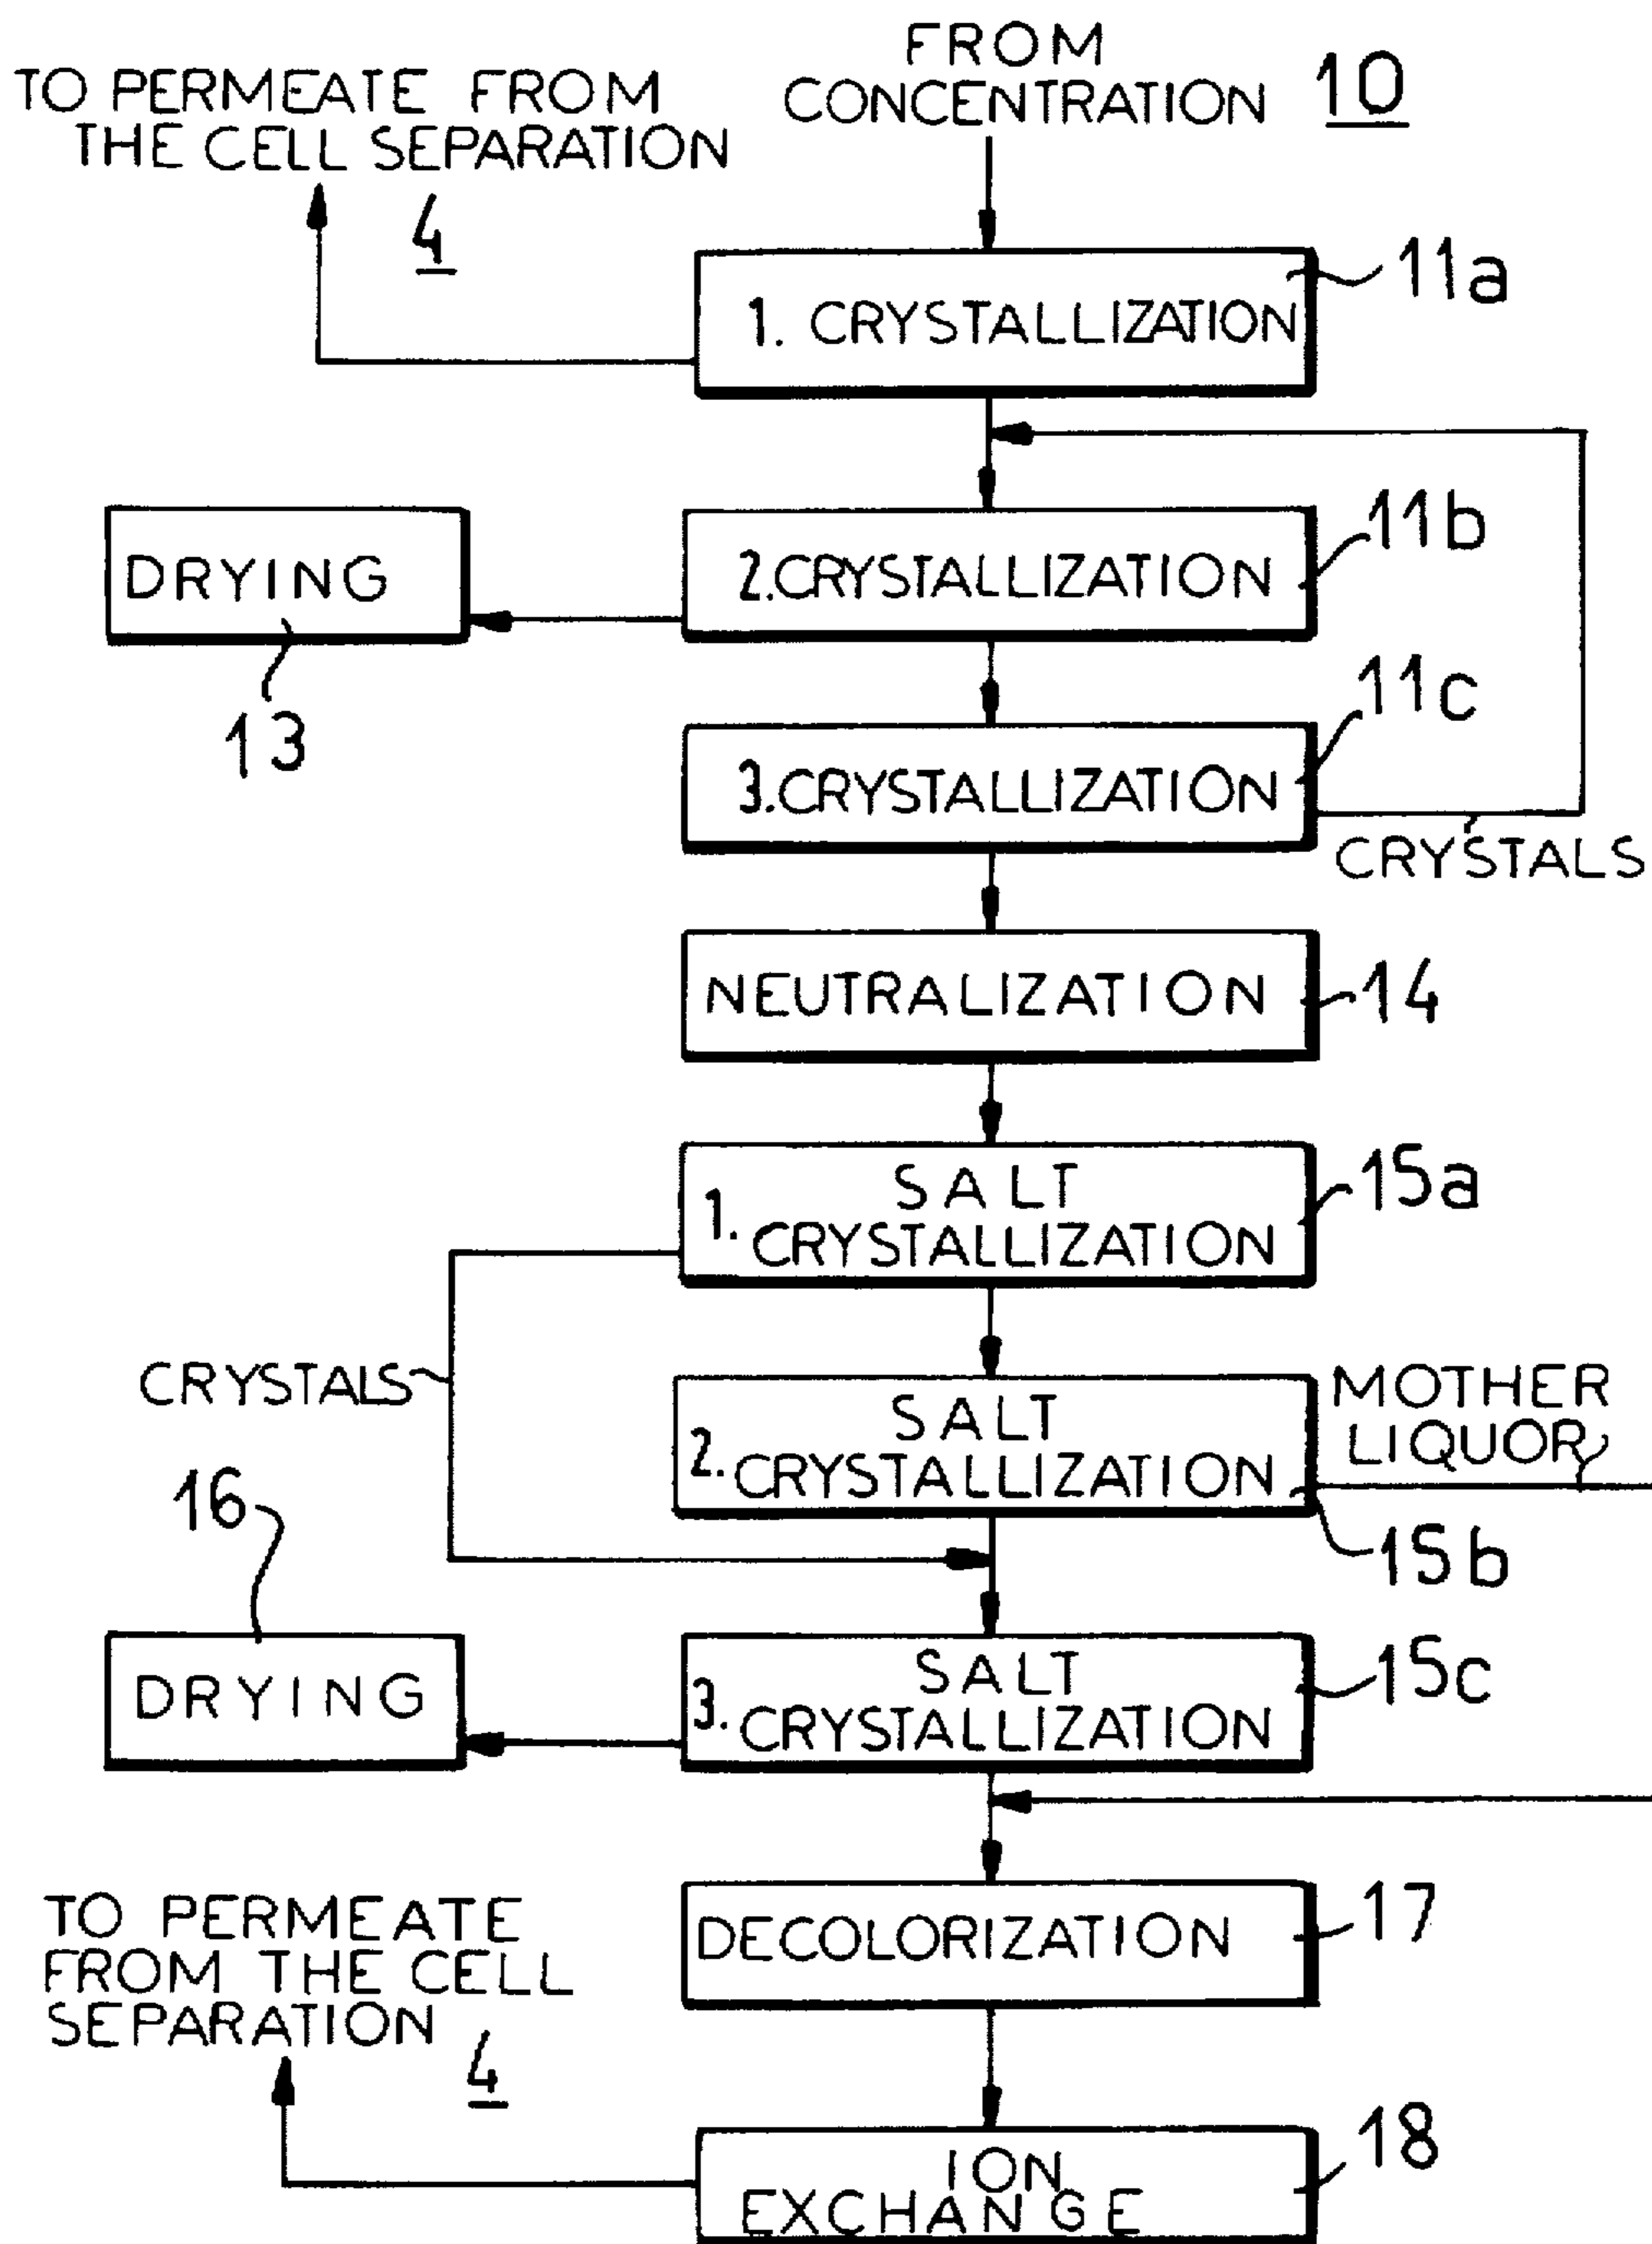 FROM
CONCENTRATION
10
TO PERMEATE FROM
THE CELL SEPARATION
4
11a
1. CRYSTALLIZATION
11b
2. CRYSTALLIZATION
DRYING
13
11c
3. CRYSTALLIZATION
CRYSTALS
NEUTRALIZATION
14
15a
SALT
1. CRYSTALLIZATION
CRYSTALS
SALT
2. CRYSTALLIZATION
MOTHER
LIQUOR
15b
16
DRYING
SALT
3. CRYSTALLIZATION
15c
DECOLORIZATION
17
TO PERMEATE
FROM THE CELL
SEPARATION
4
ION
EXCHANGE
18